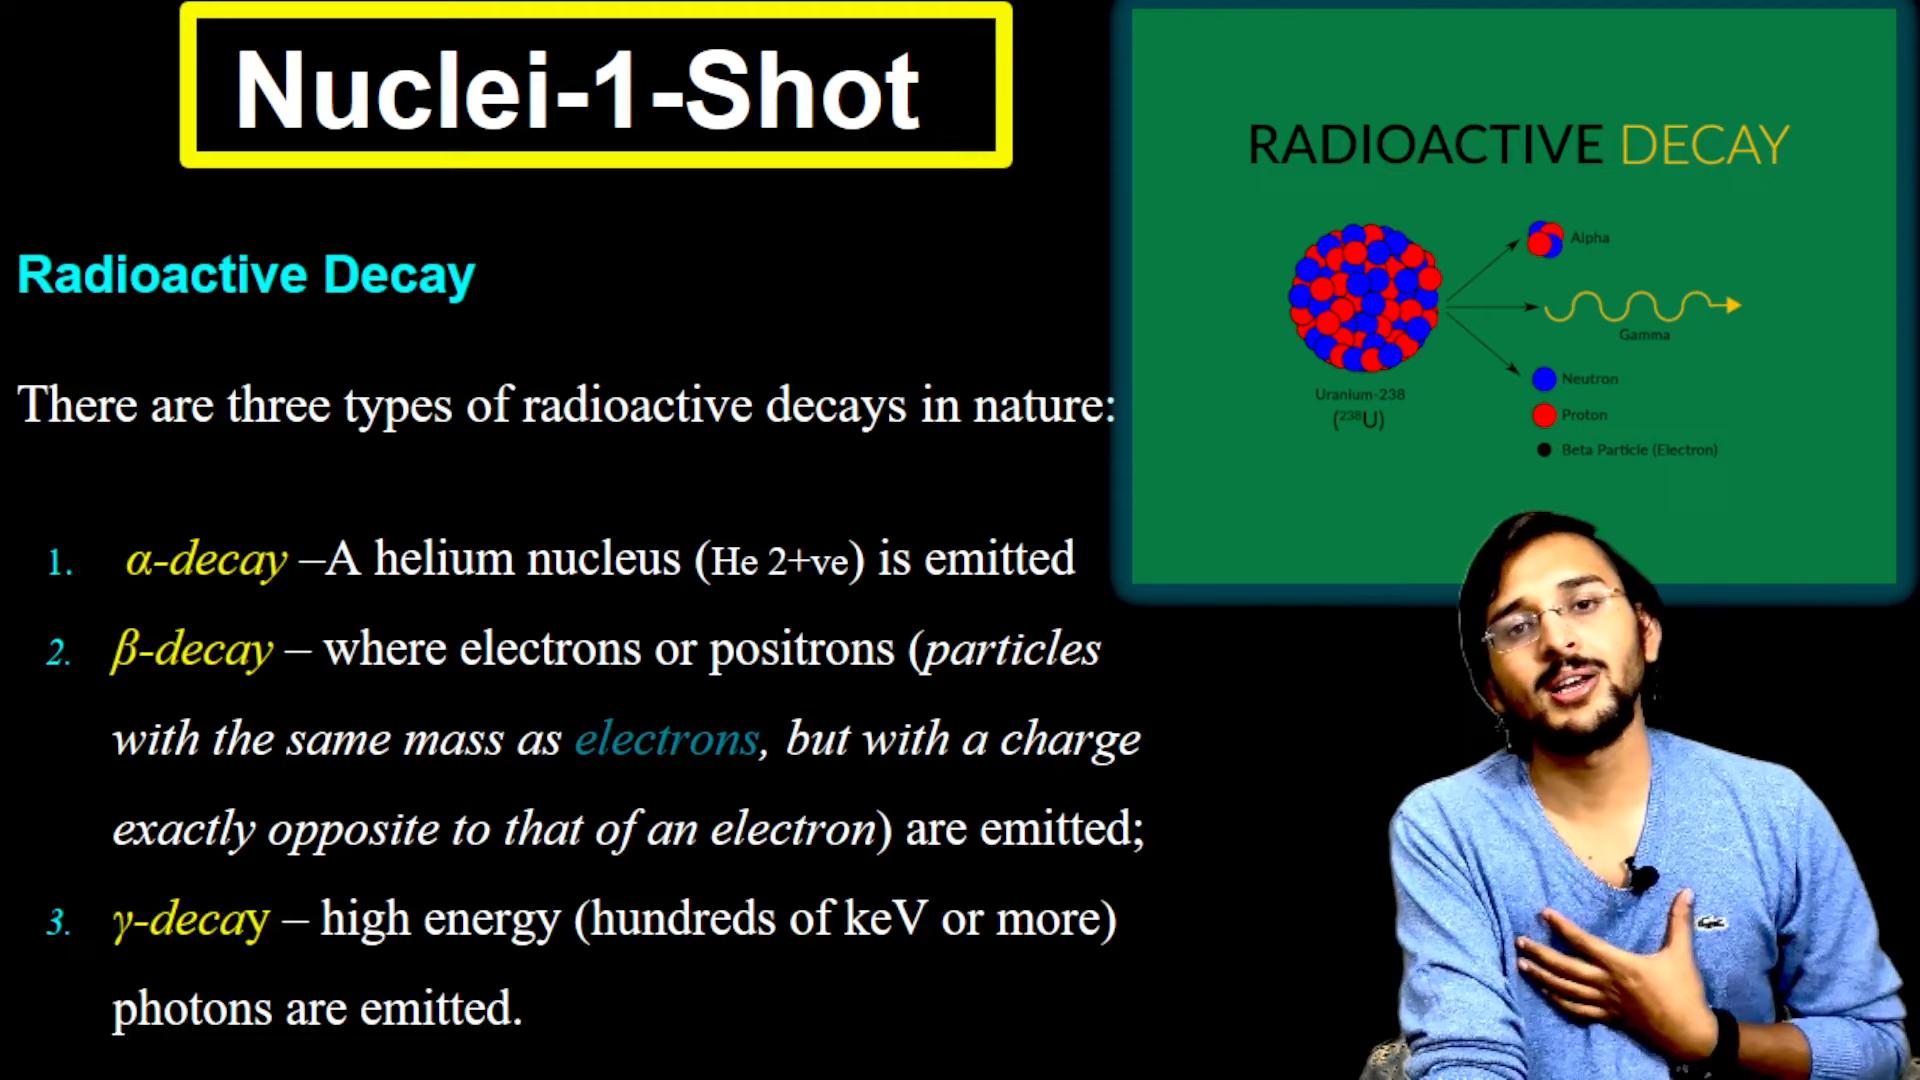 Nuclei-1-Shot
Radioactive Decay
There are three types of radioactive decays in nature:
1. α-decay –A helium nucleus (He 2+ve) is emitted
2. β-decay – where electrons or positrons (particles
with the same mass as electrons, but with a charge
exactly opposite to that of an electron) are emitted;
3. γ-decay – high energy (hundreds of keV or more)
photons are emitted.
RADIOACTIVE DECAY
Alpha
Gamma
Uranium-238
(²³⁸U)
Neutron
Proton
Beta Particle (Electron)